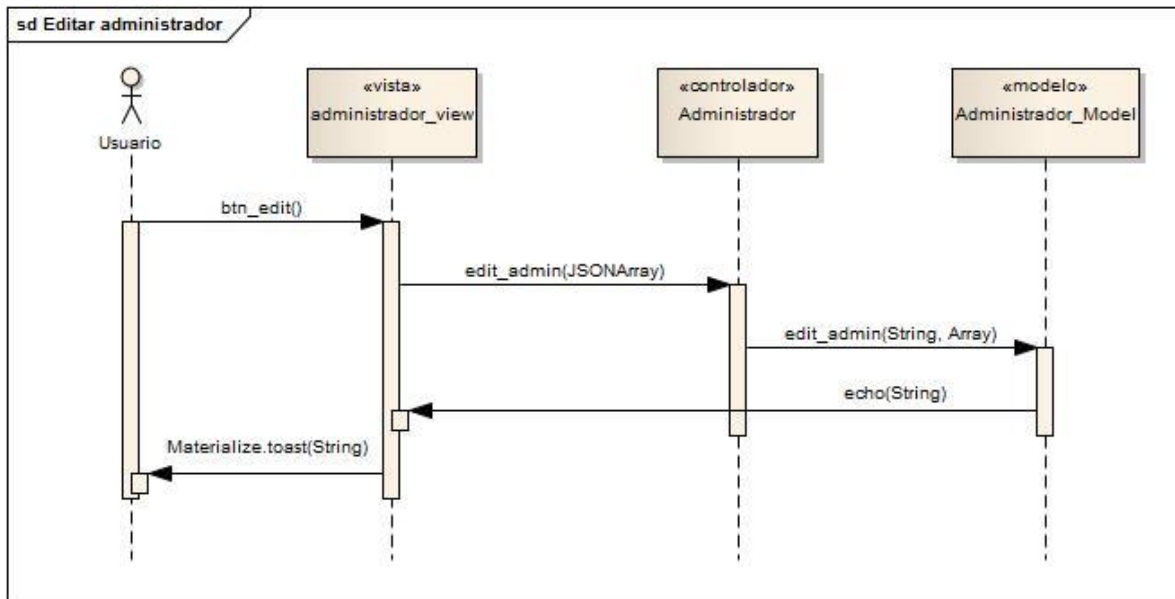 sd Editar administrador
Usuario
«vista»
administrador_view
«controlador»
Administrador
«modelo»
Administrador_Model
btn_edit()
edit_admin(JSONArray)
edit_admin(String, Array)
echo(String)
Materialize.toast(String)